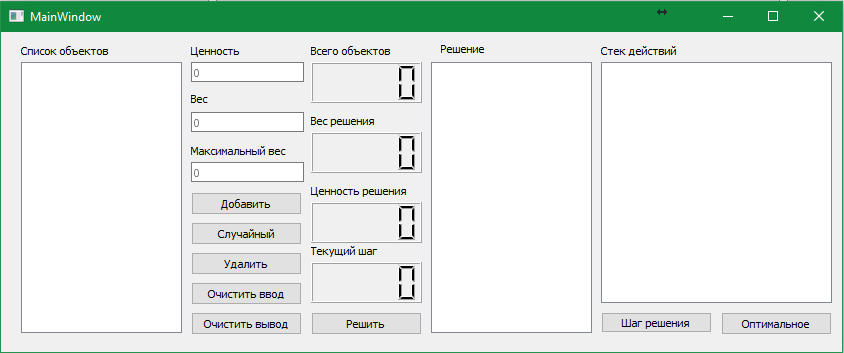 MainWindow
Список объектов
Ценность
0
Вес
0
Максимальный вес
0
Добавить
Случайный
Удалить
Очистить ввод
Очистить вывод
Всего объектов
0
Вес решения
0
Ценность решения
0
Текущий шаг
0
Решить
Решение
Стек действий
Шаг решения
Оптимальное